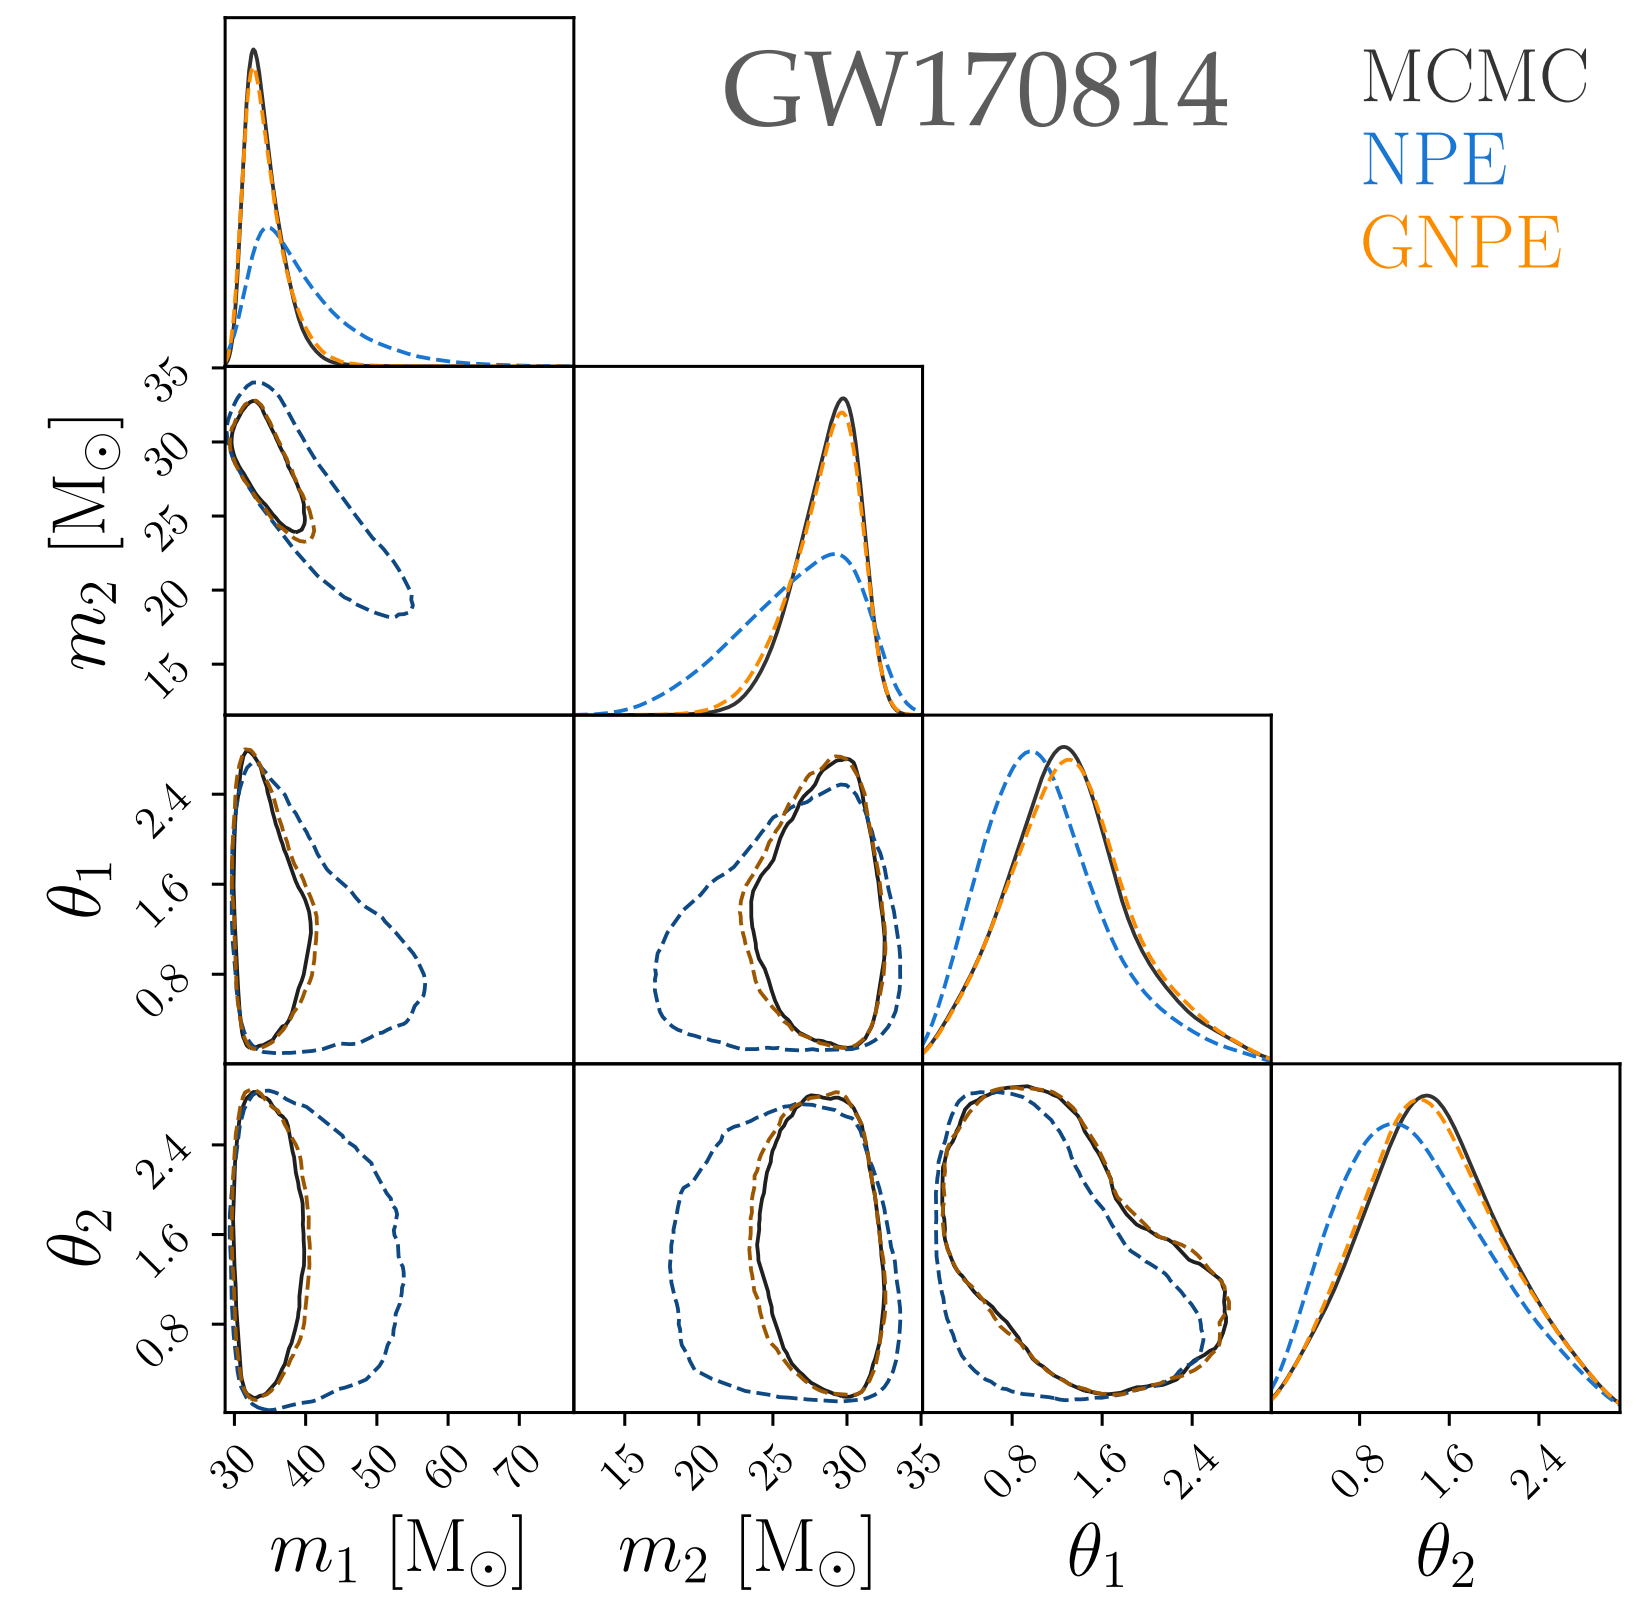 GW170814
MCMC
NPE
GNPE
m₂ [M☉]
35
30
25
20
15
θ₁
2.4
1.6
0.8
θ₂
2.4
1.6
0.8
30 40 50 60 70 15 20 25 30 35 0.8 1.6 2.4 0.8 1.6 2.4
m₁ [M☉] m₂ [M☉] θ₁ θ₂